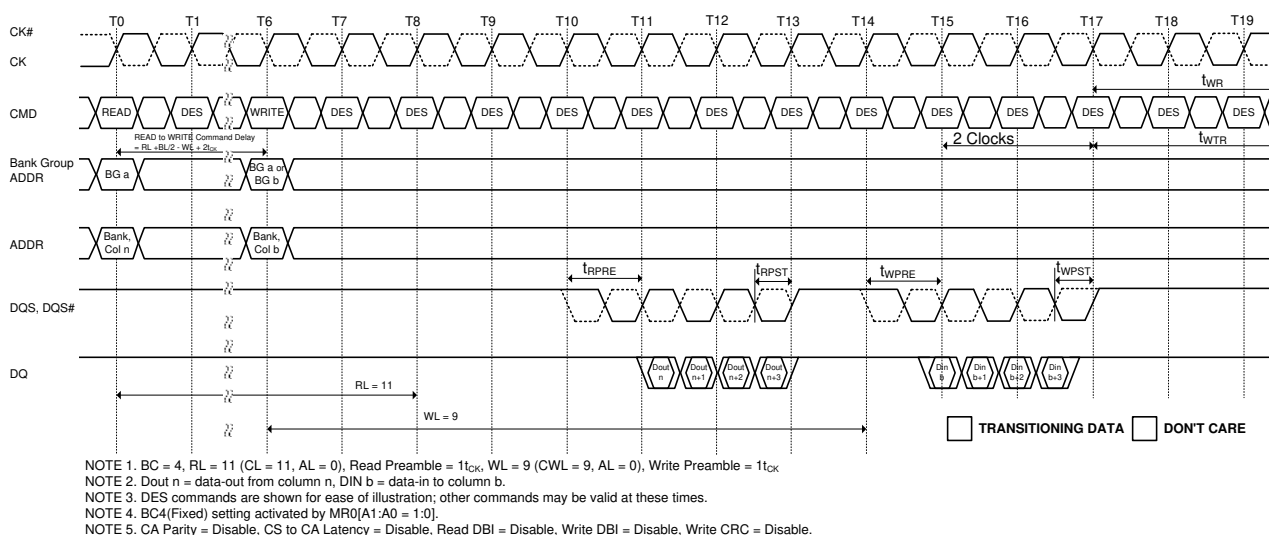 T0 T1 T6 T7 T8 T9 T10 T11 T12 T13 T14 T15 T16 T17 T18 T19
CK#
CK
tWR
CMD READ DES WRITE DES DES DES DES DES DES DES DES DES DES DES DES DES
READ to WRITE Command Delay
= RL +BL/2 - WL + 2tCK
2 Clocks tWTR
Bank Group
ADDR
BG a
BG a or
BG b
ADDR
Bank,
Col n
Bank,
Col b
tRPRE tRPST tWPRE tWPST
DQS, DQS#
DQ
Dout
n
Dout
n+1
Dout
n+2
Dout
n+3
Din
b
Din
b+1
Din
b+2
Din
b+3
RL = 11
WL = 9
TRANSITIONING DATA DON'T CARE
NOTE 1. BC = 4, RL = 11 (CL = 11, AL = 0), Read Preamble = 1tCK, WL = 9 (CWL = 9, AL = 0), Write Preamble = 1tCK
NOTE 2. Dout n = data-out from column n, DIN b = data-in to column b.
NOTE 3. DES commands are shown for ease of illustration; other commands may be valid at these times.
NOTE 4. BC4(Fixed) setting activated by MR0[A1:A0 = 1:0].
NOTE 5. CA Parity = Disable, CS to CA Latency = Disable, Read DBI = Disable, Write DBI = Disable, Write CRC = Disable.